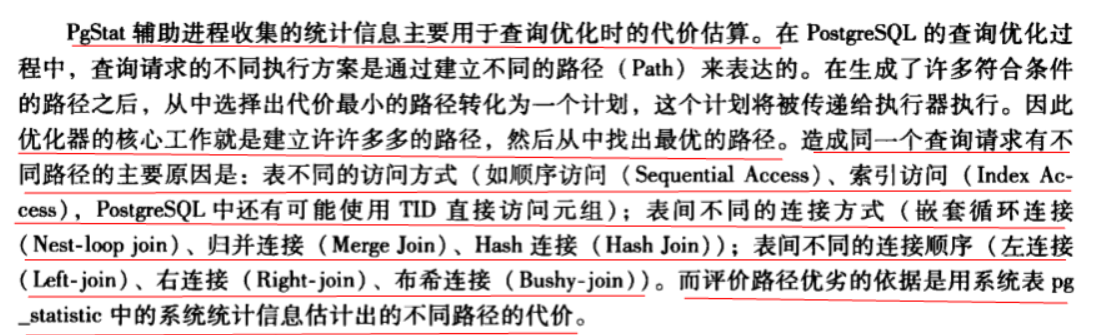 PgStat 辅助进程收集的统计信息主要用于查询优化时的代价估算。在 PostgreSQL 的查询优化过
程中，查询请求的不同执行方案是通过建立不同的路径（Path）来表达的。在生成了许多符合条件
的路径之后，从中选择出代价最小的路径转化为一个计划，这个计划将被传递给执行器执行。因此
优化器的核心工作就是建立许许多多的路径，然后从中找出最优的路径。造成同一个查询请求有不
同路径的主要原因是：表不同的访问方式（如顺序访问（Sequential Access）、索引访问（Index Ac-
cess），PostgreSQL 中还有可能使用 TID 直接访问元组）；表间不同的连接方式（嵌套循环连接
（Nest-loop join）、归并连接（Merge Join）、Hash 连接（Hash Join））；表间不同的连接顺序（左连接
（Left-join）、右连接（Right-join）、布希连接（Bushy-join））。而评价路径优劣的依据是用系统表 pg
_statistic 中的系统统计信息估计出的不同路径的代价。